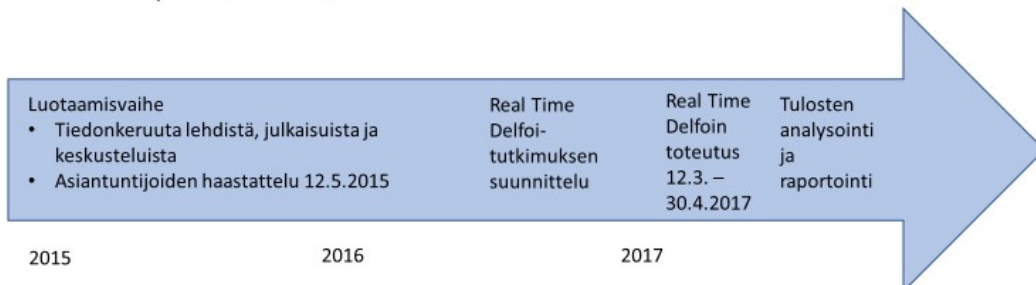 Luotaamisvaihe
• Tiedonkeruuta lehdistä, julkaisuista ja
keskusteluista
• Asiantuntijoiden haastattelu 12.5.2015
Real Time
Delfoi-
tutkimuksen
suunnittelu
Real Time
Delfoin
toteutus
12.3. –
30.4.2017
Tulosten
analysointi
ja
raportointi
2015
2016
2017